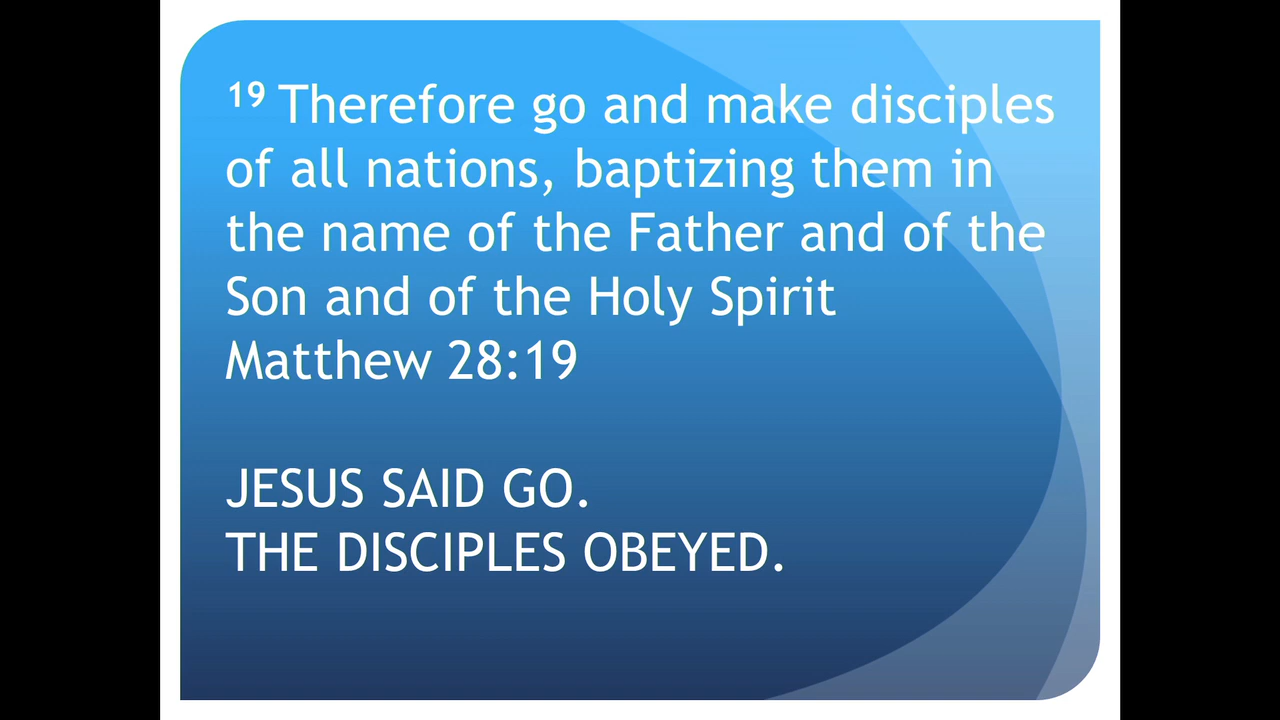 19 Therefore go and make disciples
of all nations, baptizing them in
the name of the Father and of the
Son and of the Holy Spirit
Matthew 28:19
JESUS SAID GO.
THE DISCIPLES OBEYED.